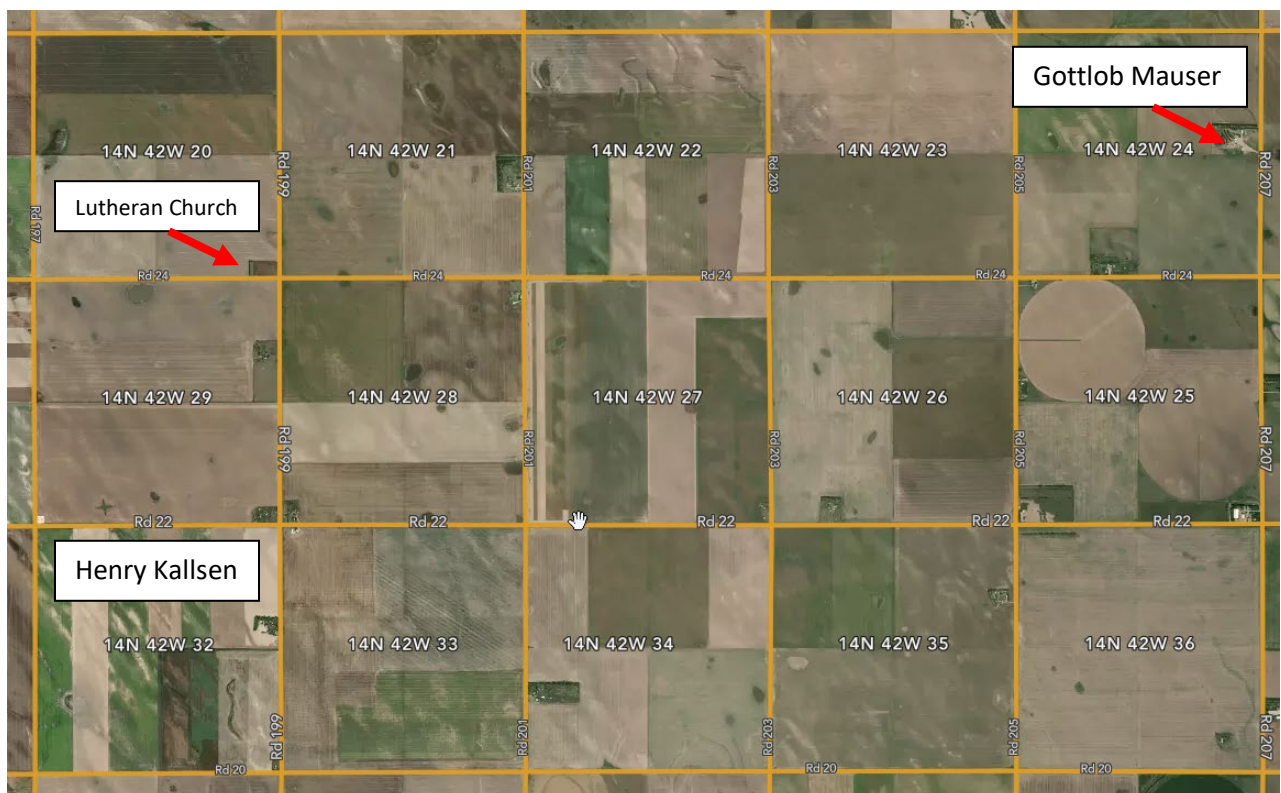 Gottlob Mauser
14N 42W 20
14N 42W 21
14N 42W 22
14N 42W 23
14N 42W 24
Rd 199
Rd 201
Rd 203
Rd 205
Rd 207
Lutheran Church
Rd 197
Rd 24
Rd 24
Rd 24
Rd 24
Rd 24
14N 42W 29
14N 42W 28
14N 42W 27
14N 42W 26
14N 42W 25
Rd 199
Rd 201
Rd 203
Rd 205
Rd 207
Rd 22
Rd 22
Rd 22
Rd 22
Rd 22
Henry Kallsen
14N 42W 32
14N 42W 33
14N 42W 34
14N 42W 35
14N 42W 36
Rd 199
Rd 201
Rd 203
Rd 205
Rd 207
Rd 20
Rd 20
Rd 20